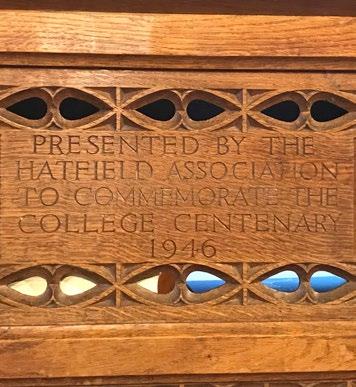 PRESENTED BY THE
HATFIELD ASSOCIATION
TO COMMEMORATE THE
COLLEGE CENTENARY
1946